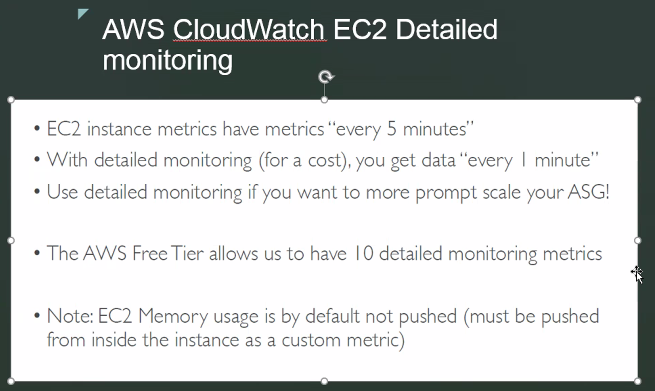 AWS CloudWatch EC2 Detailed
monitoring
• EC2 instance metrics have metrics “every 5 minutes”
• With detailed monitoring (for a cost), you get data “every 1 minute”
• Use detailed monitoring if you want to more prompt scale your ASG!
• The AWS Free Tier allows us to have 10 detailed monitoring metrics
• Note: EC2 Memory usage is by default not pushed (must be pushed
from inside the instance as a custom metric)